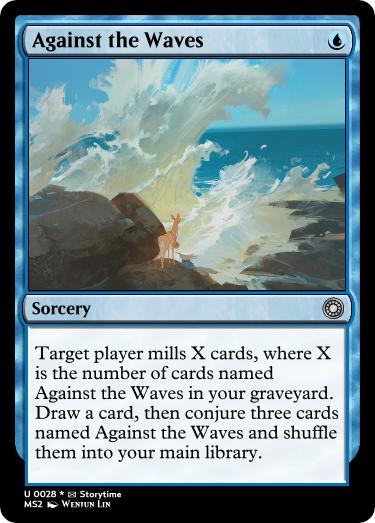 Against the Waves
Sorcery
Target player mills X cards, where X
is the number of cards named
Against the Waves in your graveyard.
Draw a card, then conjure three cards
named Against the Waves and shuffle
them into your main library.
U 0028 * Storytime
MS2 Wenjun Lin